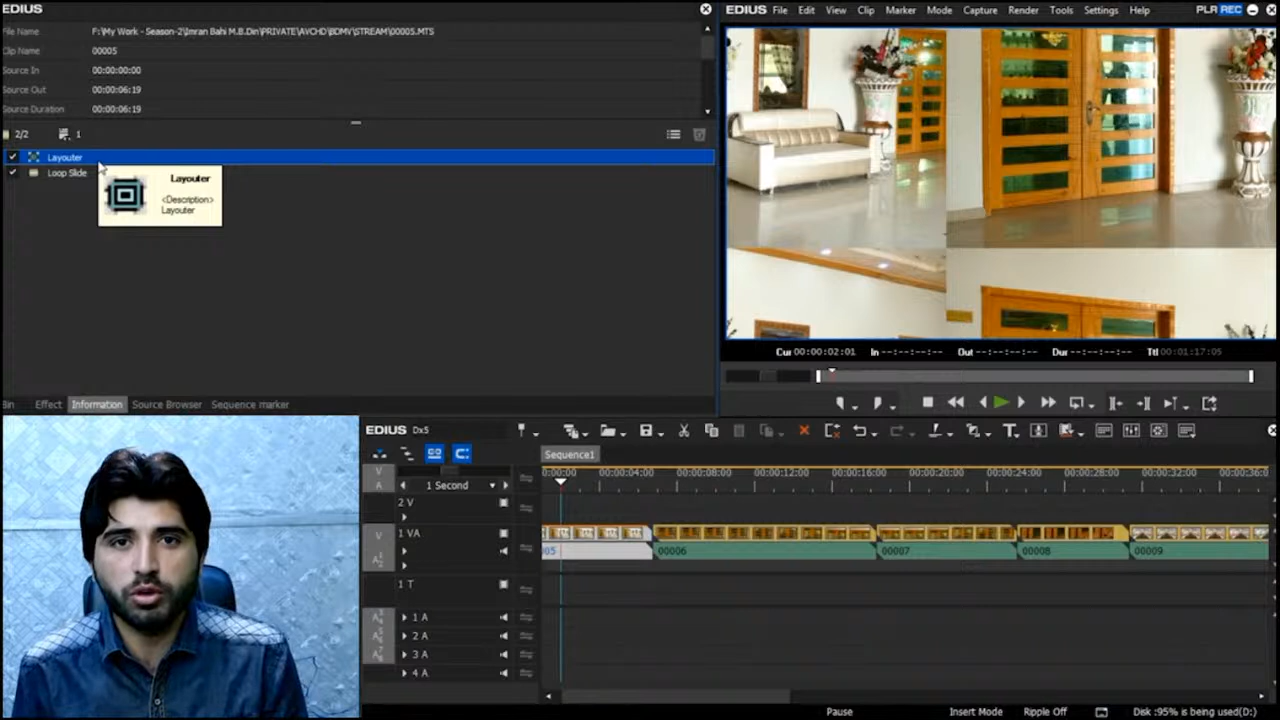 EDIUS
File Name F:\My Work - Season-2\Imran Bahi M.B.Din\PRIVATE\AVCHD\BDMV\STREAM\00005.MTS
Clip Name 00005
Source In 00:00:00:00
Source Out 00:00:06:19
Source Duration 00:00:06:19
2/2 1
Layouter
Loop Slide
Layouter
<Description>
Layouter
Bin Effect Information Source Browser Sequence marker
EDIUS File Edit View Clip Marker Mode Capture Render Tools Settings Help PLR REC
Cur 00:00:02:01 In --:--:--:-- Out --:--:--:-- Dur --:--:--:-- Ttl 00:01:17:05
EDIUS Dx5
Sequence1
V
A
1 Second
0:00:00 00:00:04:00 00:00:08:00 00:00:12:00 00:00:16:00 00:00:20:00 00:00:24:00 00:00:28:00 00:00:32:00 00:00:36:0
2 V
V
1 VA
05 00006 00007 00008 00009
1 T
1 A
2 A
3 A
4 A
Pause Insert Mode Ripple Off Disk :95% is being used(D:)